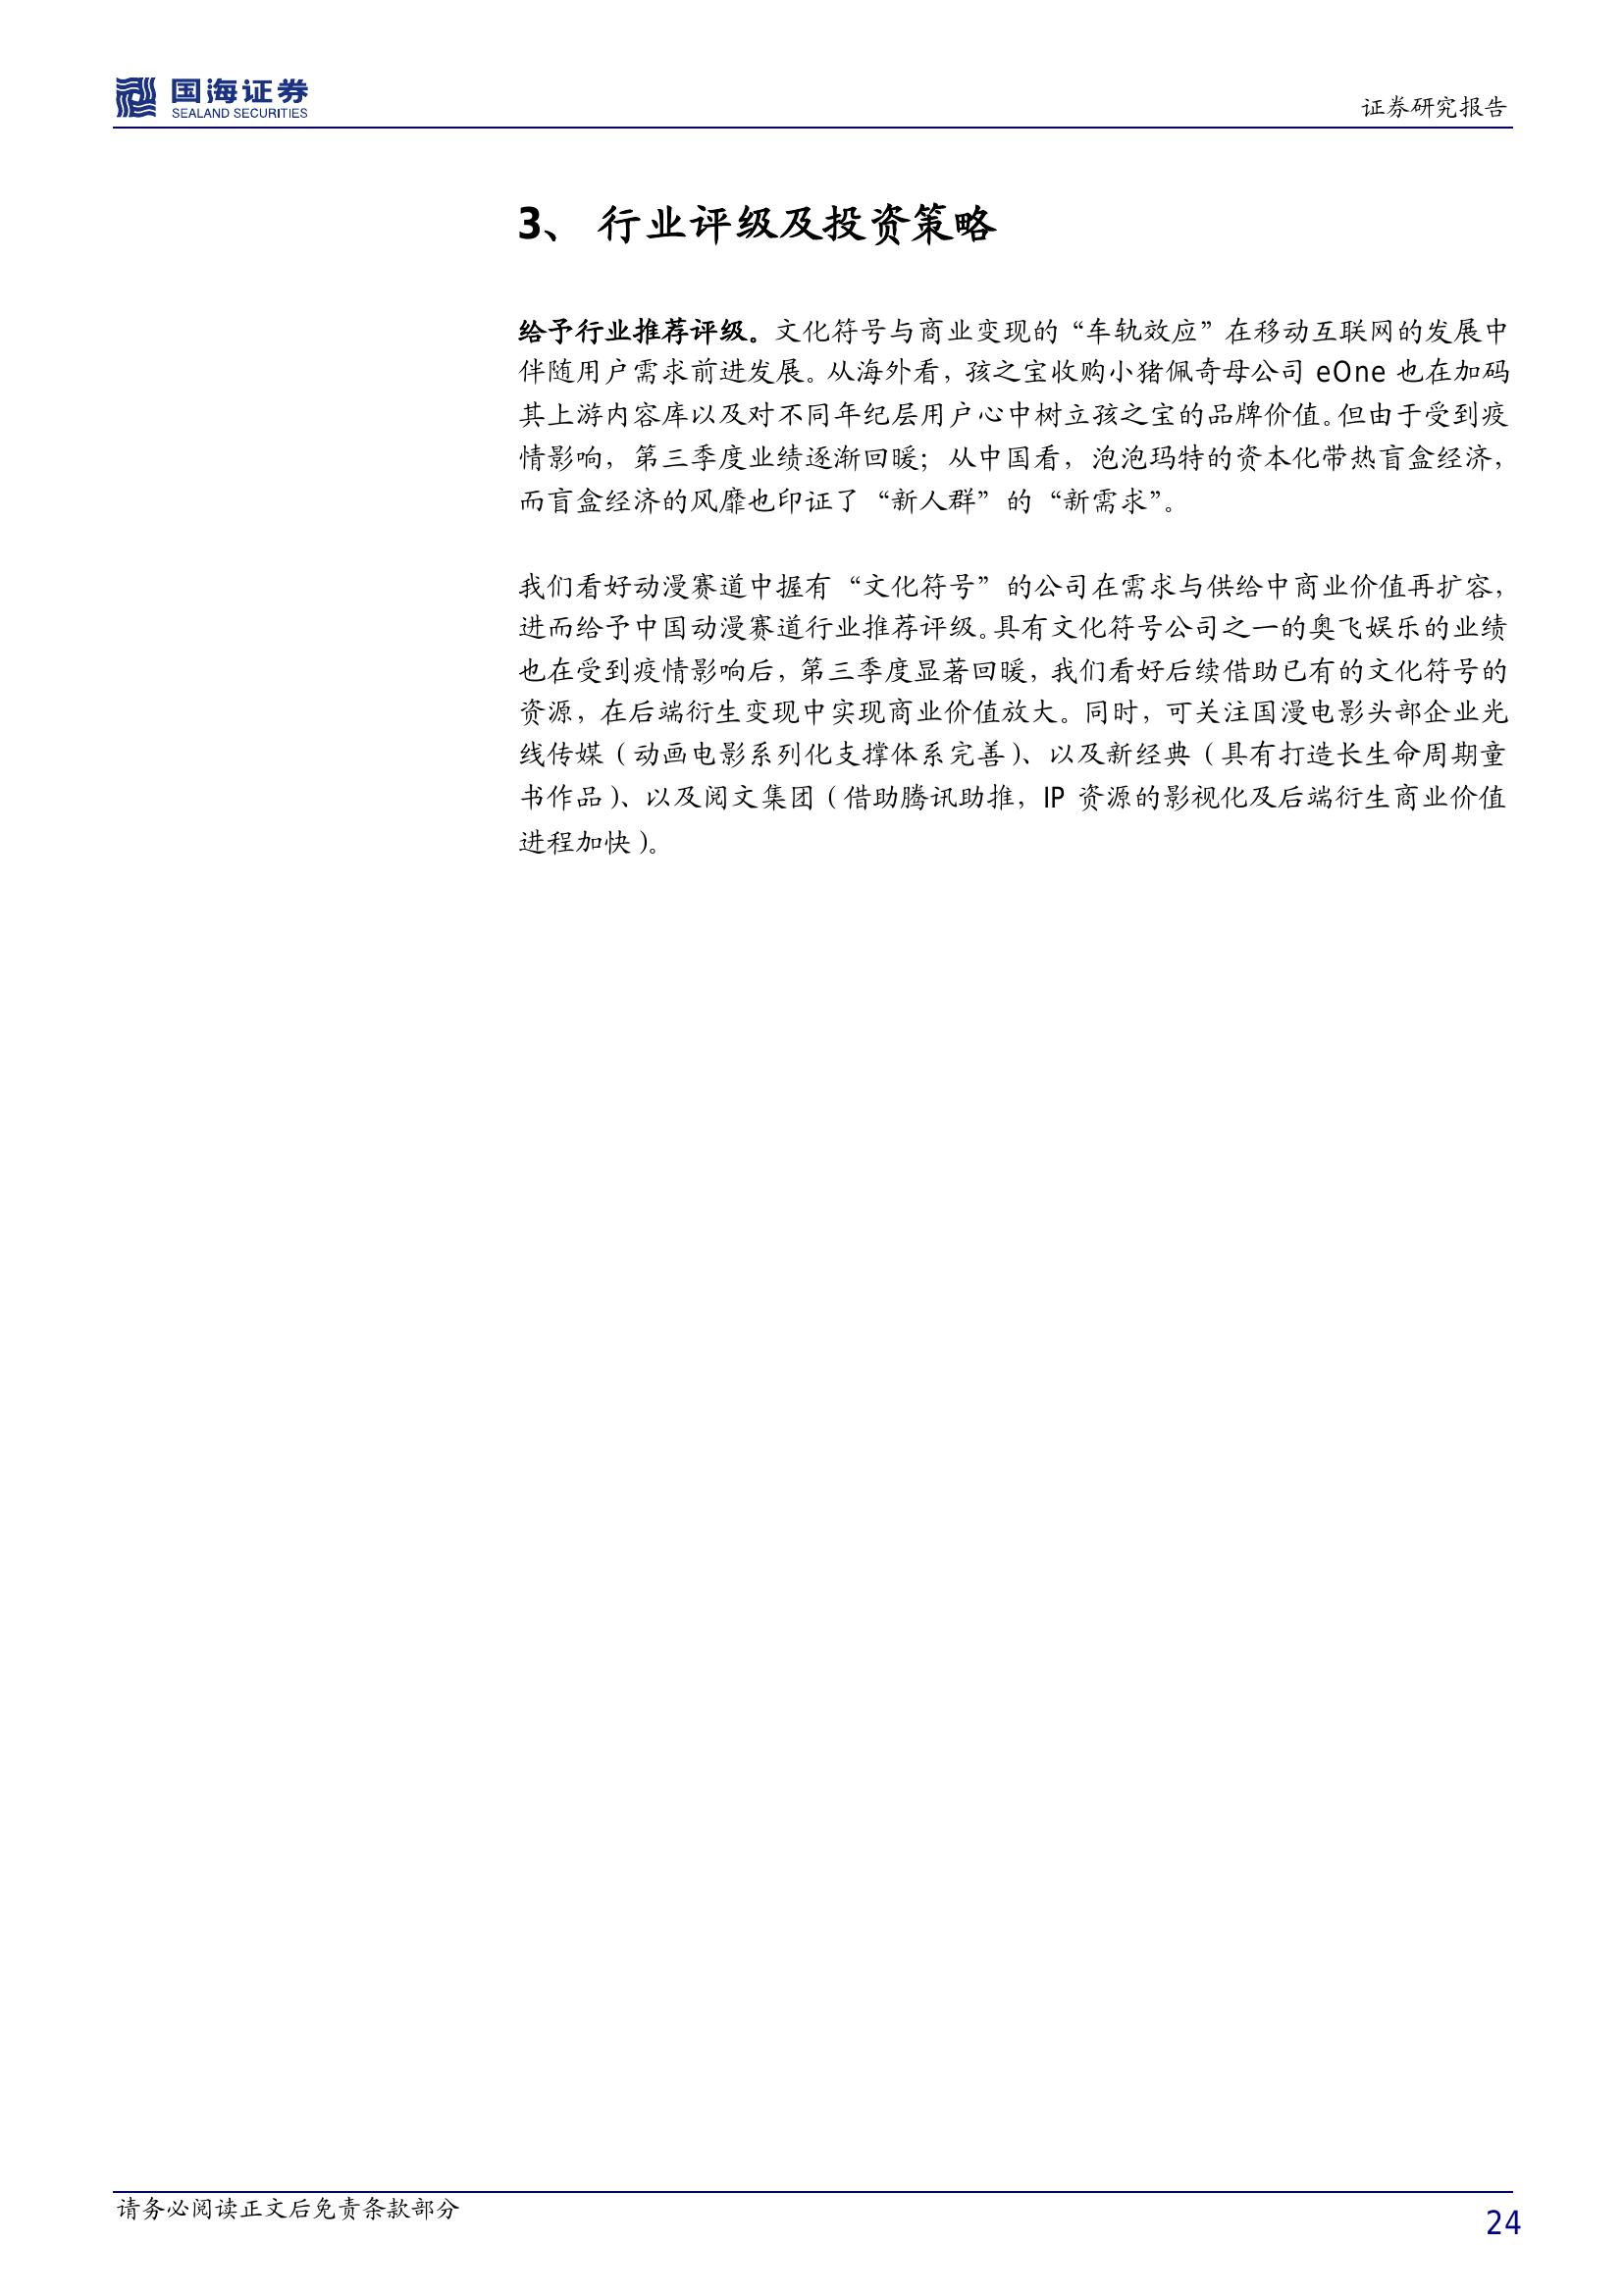 国海证券
SEALAND SECURITIES
证券研究报告
3、 行业评级及投资策略
给予行业推荐评级。文化符号与商业变现的“车轨效应”在移动互联网的发展中
伴随用户需求前进发展。从海外看，孩之宝收购小猪佩奇母公司 eOne 也在加码
其上游内容库以及对不同年纪层用户心中树立孩之宝的品牌价值。但由于受到疫
情影响，第三季度业绩逐渐回暖；从中国看，泡泡玛特的资本化带热盲盒经济，
而盲盒经济的风靡也印证了“新人群”的“新需求”。
我们看好动漫赛道中握有“文化符号”的公司在需求与供给中商业价值再扩容，
进而给予中国动漫赛道行业推荐评级。具有文化符号公司之一的奥飞娱乐的业绩
也在受到疫情影响后，第三季度显著回暖，我们看好后续借助已有的文化符号的
资源，在后端衍生变现中实现商业价值放大。同时，可关注国漫电影头部企业光
线传媒（动画电影系列化支撑体系完善）、以及新经典（具有打造长生命周期童
书作品）、以及阅文集团（借助腾讯助推，IP 资源的影视化及后端衍生商业价值
进程加快）。
请务必阅读正文后免责条款部分
24